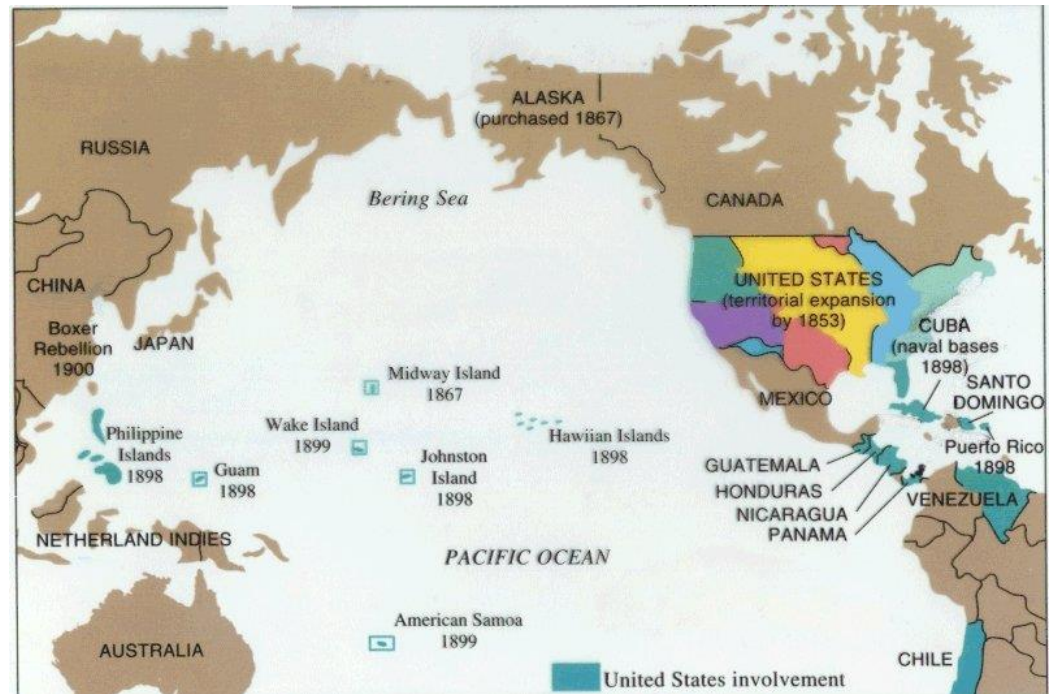 ALASKA
(purchased 1867)
RUSSIA
Bering Sea
CANADA
CHINA
UNITED STATES
(territorial expansion
by 1853)
Boxer
Rebellion
1900
JAPAN
CUBA
(naval bases
1898)
Midway Island
1867
SANTO
DOMINGO
MEXICO
Wake Island
1899
Philippine
Islands
1898
Hawiian Islands
1898
Puerto Rico
1898
Guam
1898
Johnston
Island
1898
GUATEMALA
HONDURAS
NICARAGUA
PANAMA
VENEZUELA
NETHERLAND INDIES
PACIFIC OCEAN
American Samoa
1899
AUSTRALIA
CHILE
United States involvement